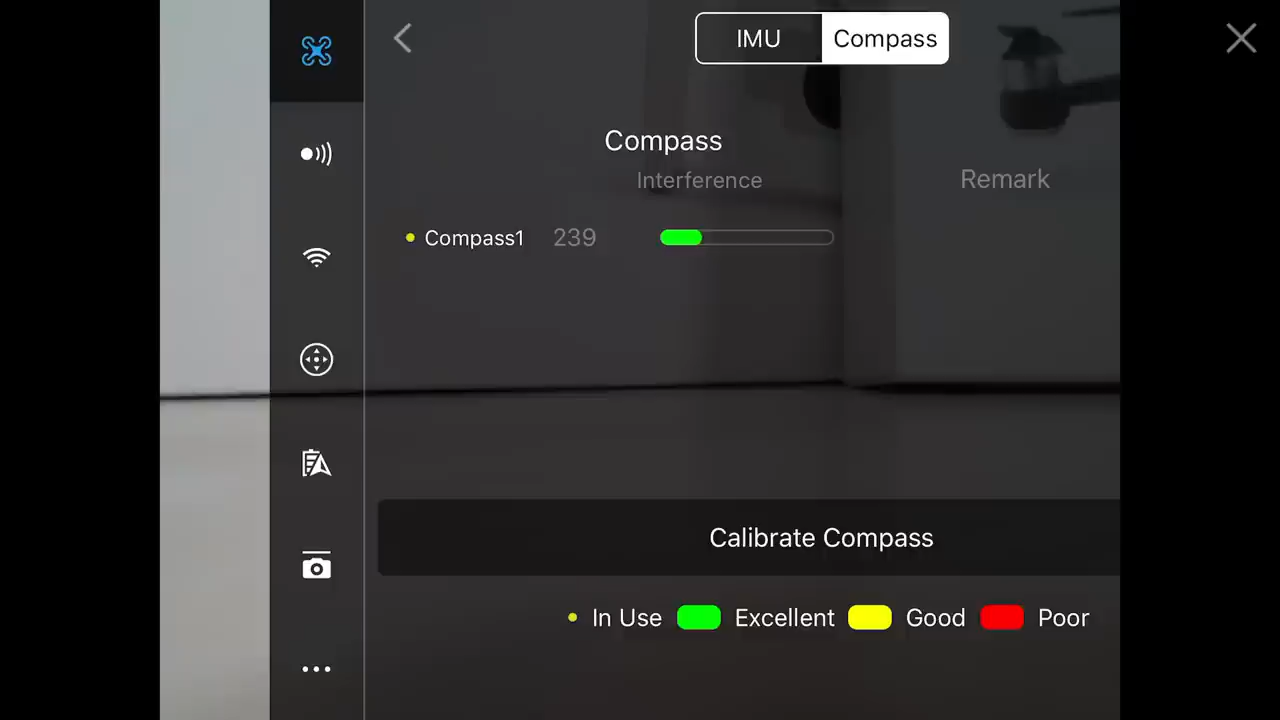 IMU Compass
Compass
Interference Remark
Compass1 239
Calibrate Compass
In Use Excellent Good Poor